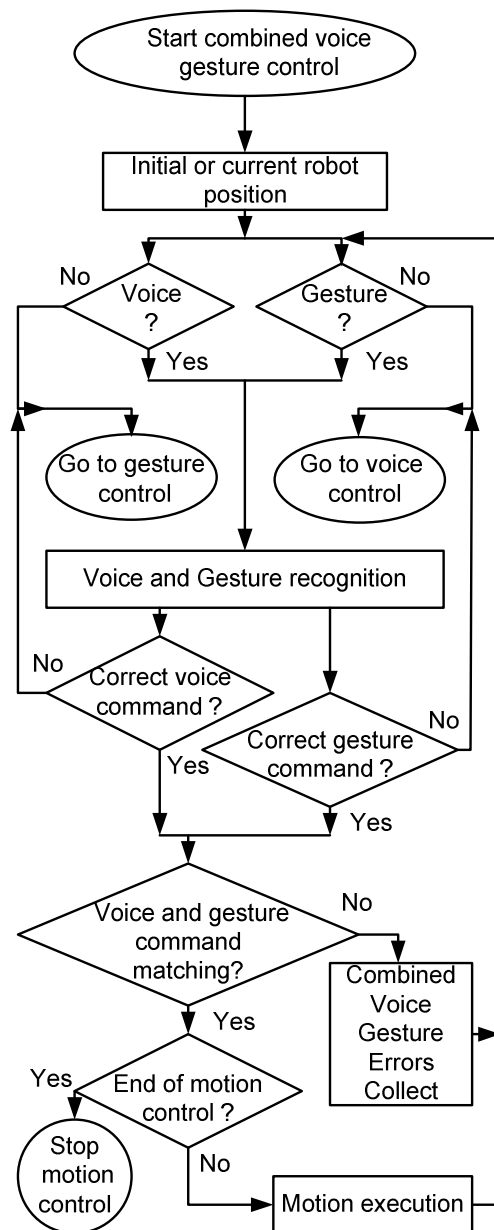 Start combined voice
gesture control
Initial or current robot
position
No
No
Voice
?
Gesture
?
Yes
Yes
Go to gesture
control
Go to voice
control
Voice and Gesture recognition
No
Correct voice
command ?
No
Correct gesture
command ?
Yes
Yes
Voice and gesture
command
matching?
No
Combined
Voice
Gesture
Errors
Collect
Yes
Yes
End of motion
control ?
Stop
motion
control
No
Motion execution